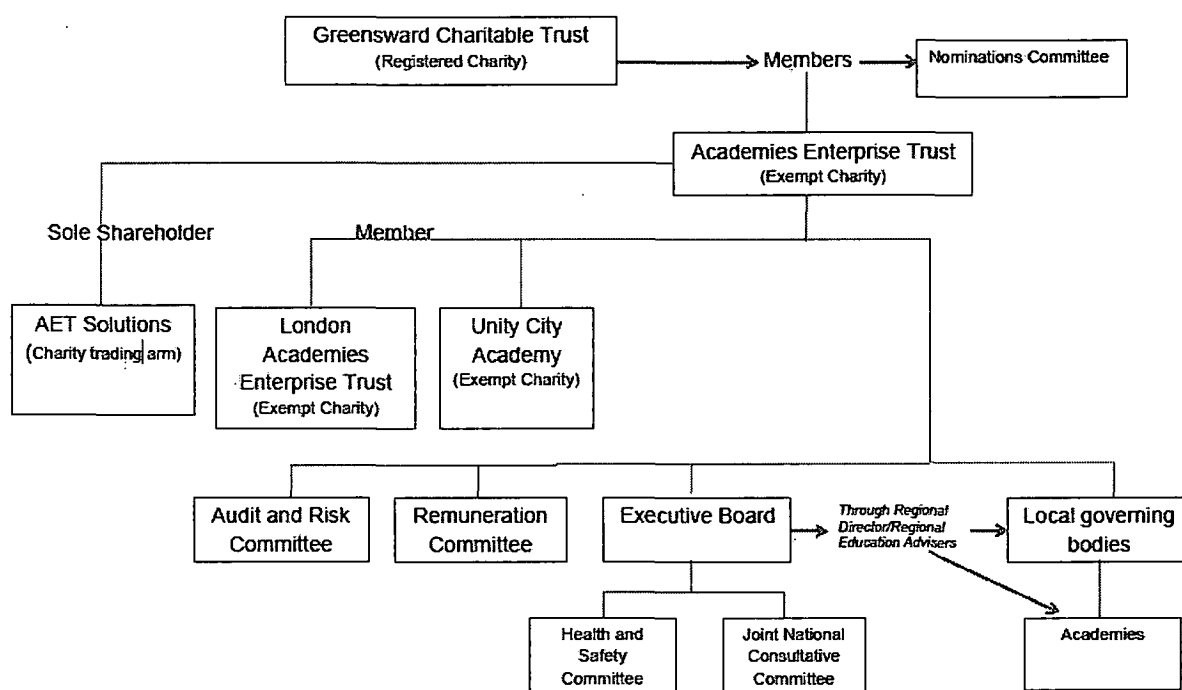 Greensward Charitable Trust
(Registered Charity)
Members
Nominations Committee
Academies Enterprise Trust
(Exempt Charity)
Sole Shareholder
Member
AET Solutions
(Charity trading arm)
London
Academies
Enterprise Trust
(Exempt Charity)
Unity City
Academy
(Exempt Charity)
Audit and Risk
Committee
Remuneration
Committee
Executive Board
Through Regional
Director/Regional
Education Advisers
Local governing
bodies
Health and
Safety
Committee
Joint National
Consultative
Committee
Academies